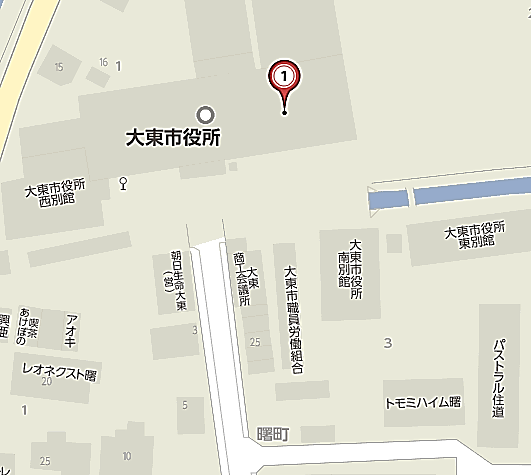 15
16
1
1
大東市役所
大東市役所
西別館
大東市役所
東別館
朝日生命大東
(営)
大東
商工会議所
大東市職員労働組合
大東市役所
南別館
3
25
3
アオキ
喫茶
あけぼの
興亜
レオネクスト曙
20
1
5
10
25
パストラル住道
トモミハイム曙
曙町